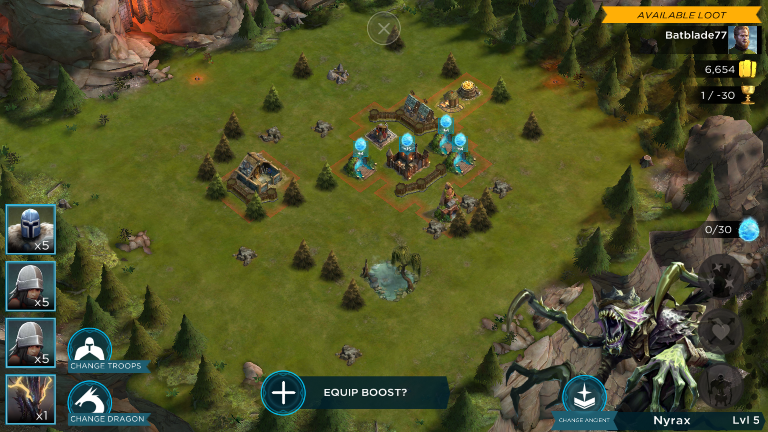 AVAILABLE LOOT
Batblade77
6,654
1 / -30
0/30
x5
x5
x5
x1
CHANGE TROOPS
CHANGE DRAGON
EQUIP BOOST?
CHANGE ANCIENT
Nyrax
Lvl 5